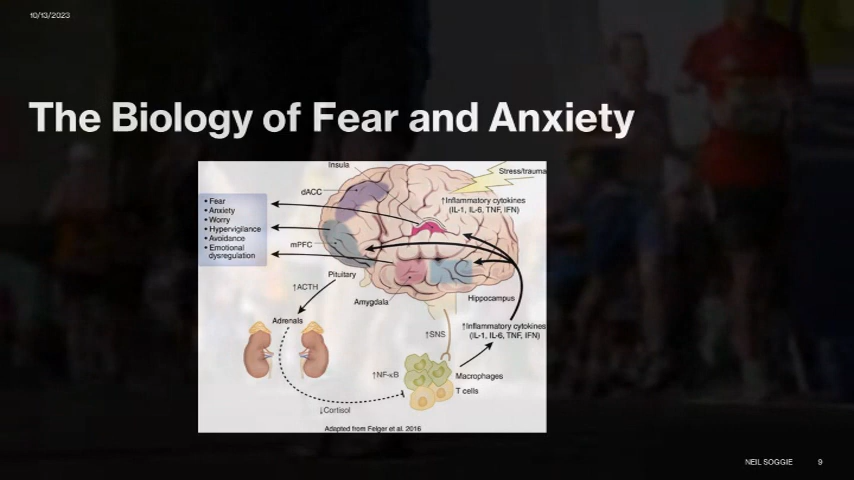 10/13/2023
The Biology of Fear and Anxiety
Insula
Stress/trauma
dACC
• Fear
• Anxiety
• Worry
• Hypervigilance
• Avoidance
• Emotional
dysregulation
↑Inflammatory cytokines
(IL-1, IL-6, TNF, IFN)
mPFC
Pituitary
↑ACTH
Amygdala
Hippocampus
Adrenals
↑Inflammatory cytokines
(IL-1, IL-6, TNF, IFN)
↑SNS
↑NF-κB
Macrophages
T cells
↓Cortisol
Adapted from Felger et al. 2016
NEIL SOGGIE
9